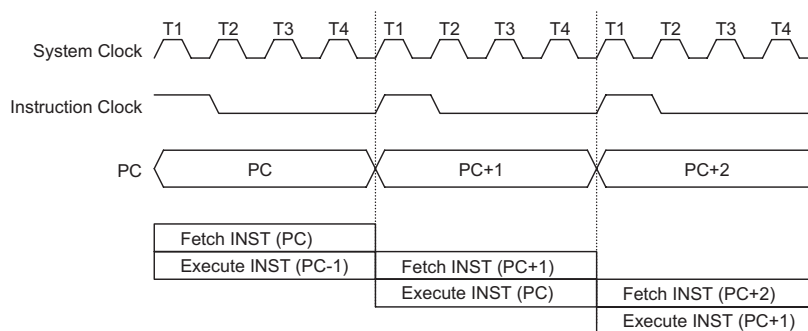 T1 T2 T3 T4 T1 T2 T3 T4 T1 T2 T3 T4
System Clock
Instruction Clock
PC PC PC+1 PC+2
Fetch INST (PC)
Execute INST (PC-1) Fetch INST (PC+1)
Execute INST (PC) Fetch INST (PC+2)
Execute INST (PC+1)